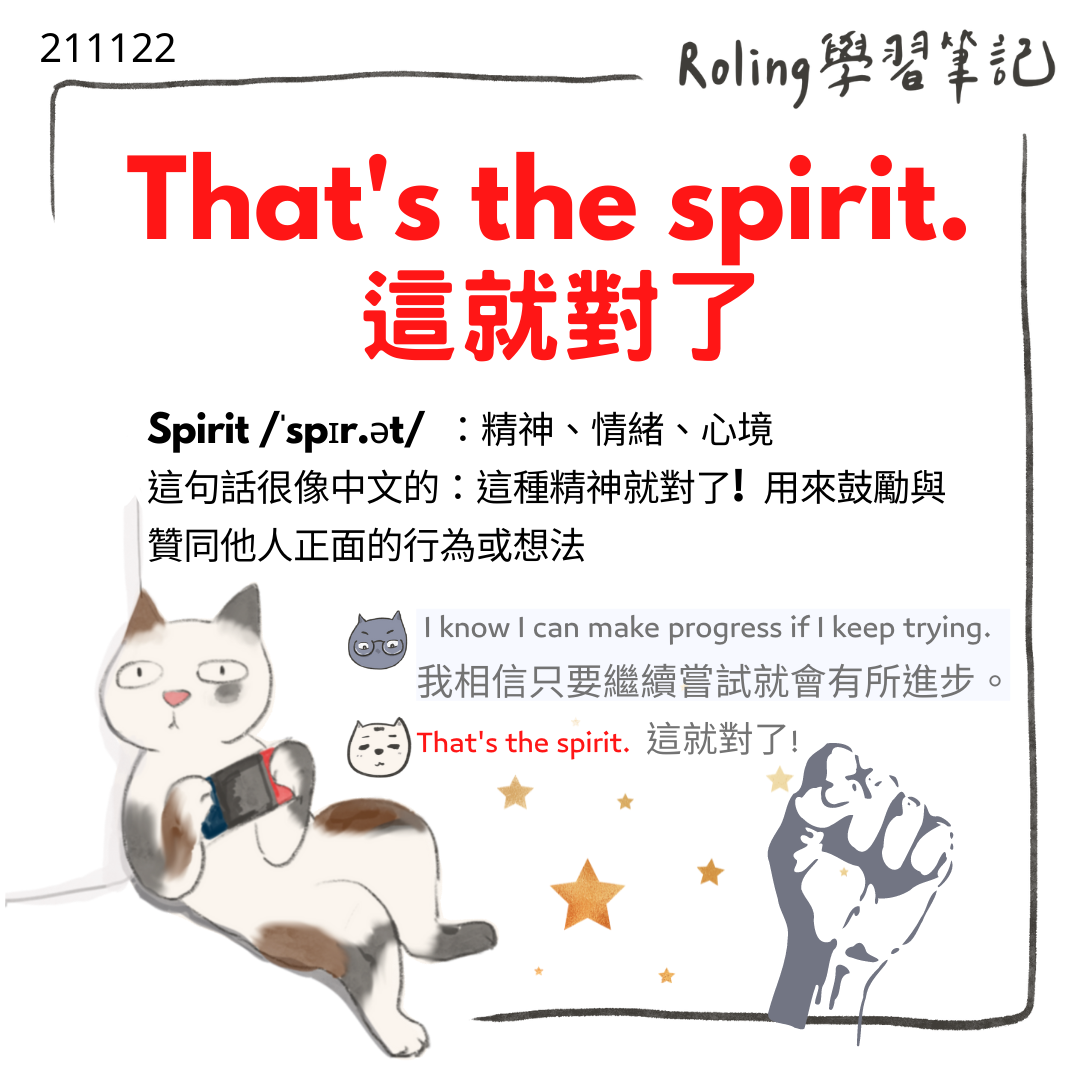 211122
Roling學習筆記
That's the spirit.
這就對了
Spirit /ˈspɪr.ət/ ：精神、情緒、心境
這句話很像中文的：這種精神就對了! 用來鼓勵與
贊同他人正面的行為或想法
I know I can make progress if I keep trying.
我相信只要繼續嘗試就會有所進步。
That's the spirit. 這就對了!